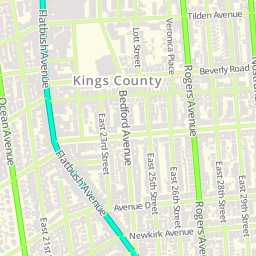 Tilden Avenue
Flatbush Avenue
Lott Street
Veronica Place
Kings County
Beverly Road
Nostrand
Rogers Avenue
Bedford Avenue
Ocean Avenue
East 23rd Street
Flatbush Avenue
East 25th Street
East 26th Street
East 28th Street
East 29th Street
Avenue D
Rogers Ave
East 21st
Newkirk Avenue